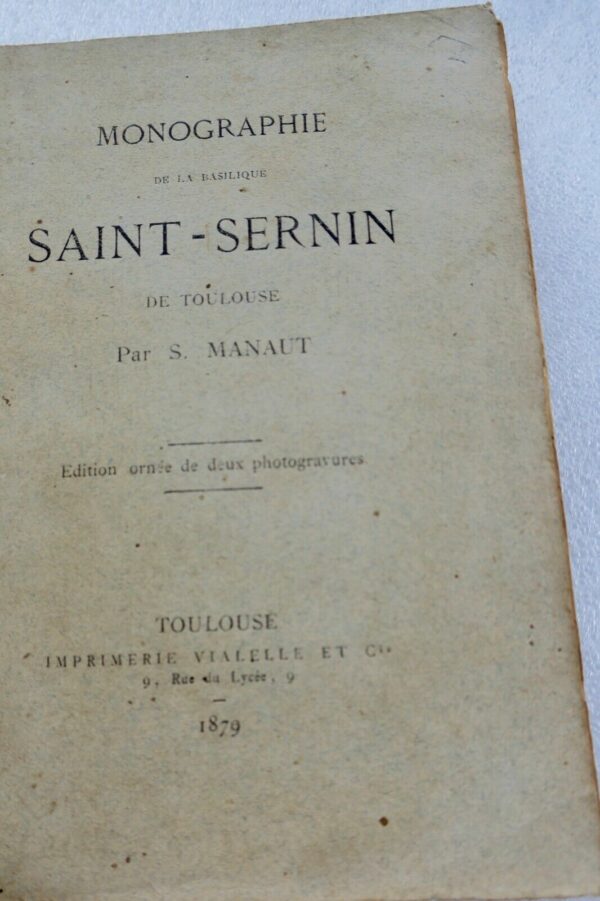 MONOGRAPHIE
DE LA BASILIQUE
SAINT-SERNIN
DE TOULOUSE
Par S. MANAUT
Edition ornée de deux photogravures
TOULOUSE
IMPRIMERIE VIALELLE ET Cie
9, Rue du Lycée, 9
1879